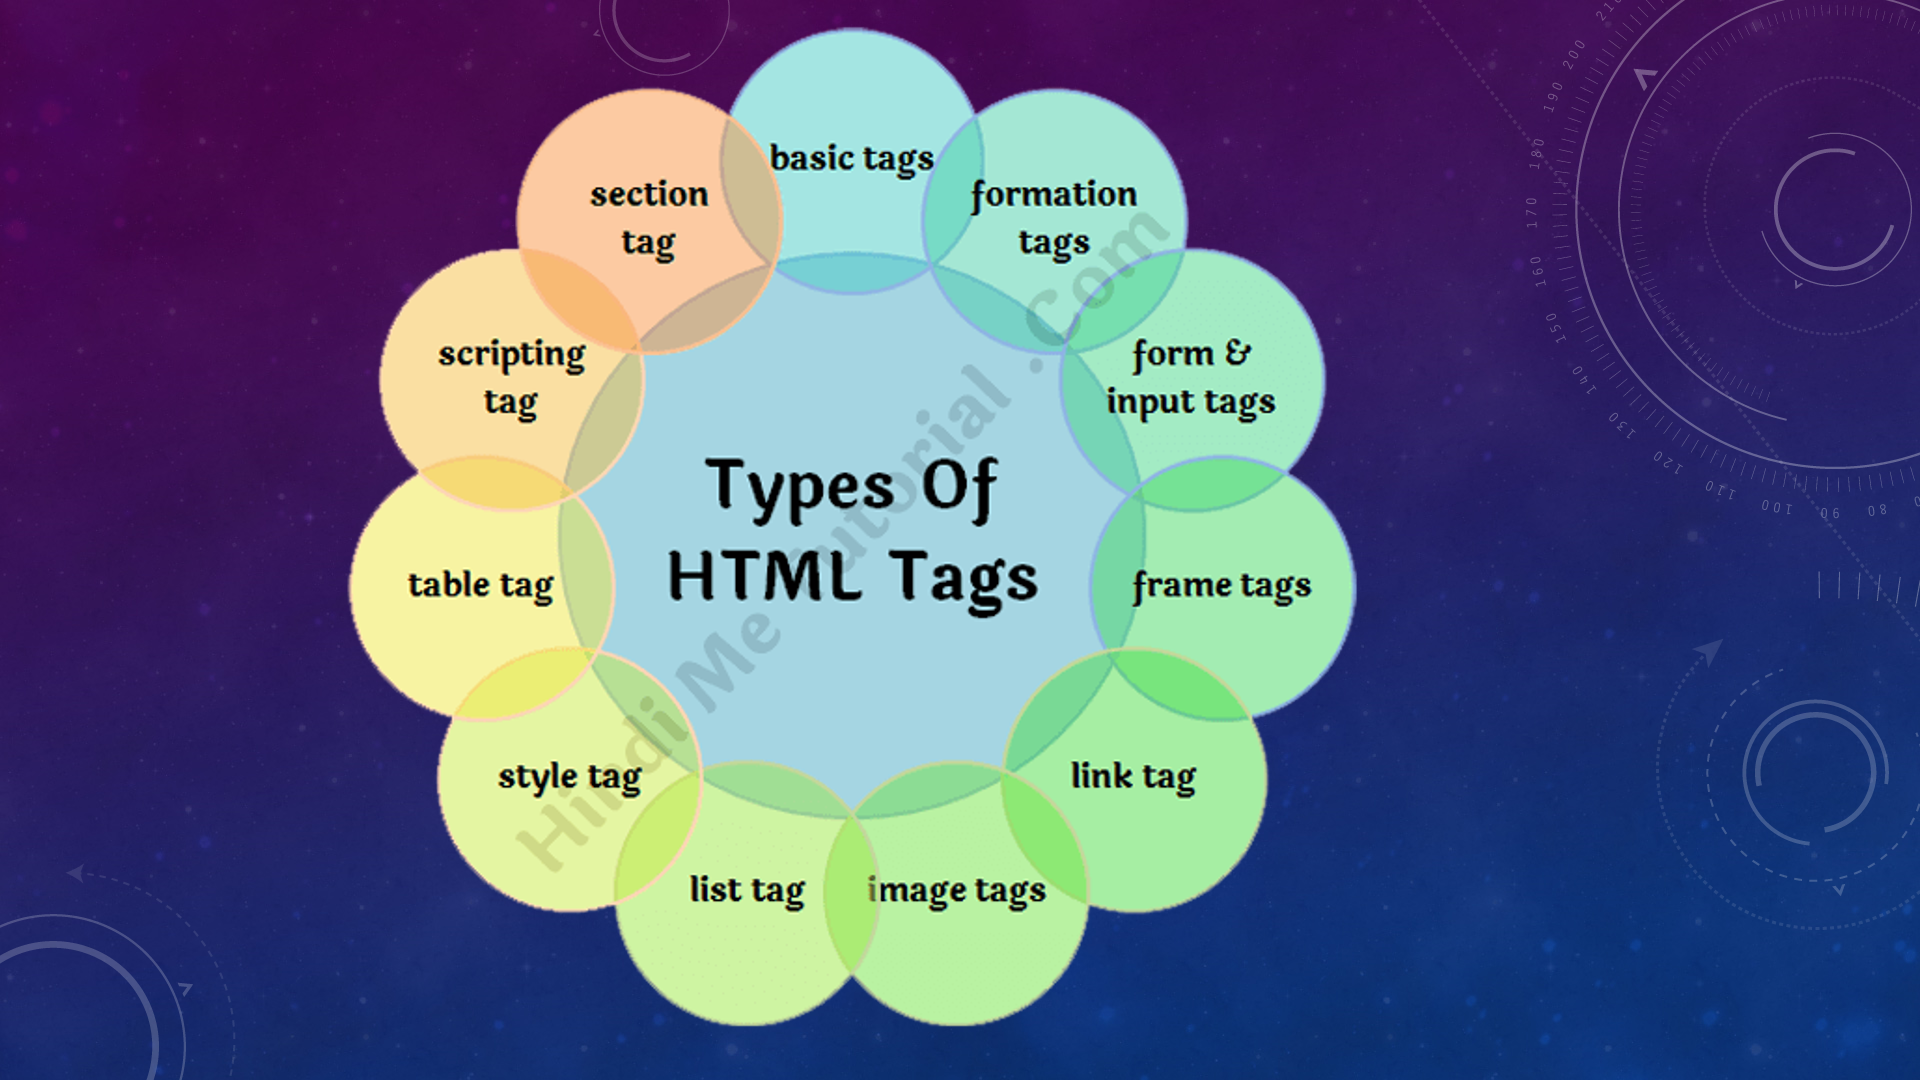 Types Of
HTML Tags
basic tags
formation
tags
form &
input tags
frame tags
link tag
image tags
list tag
style tag
table tag
scripting
tag
section
tag
Hindi Me Tutorial .Com
210
200
190
180
170
160
150
140
130
120
110
100
90
80